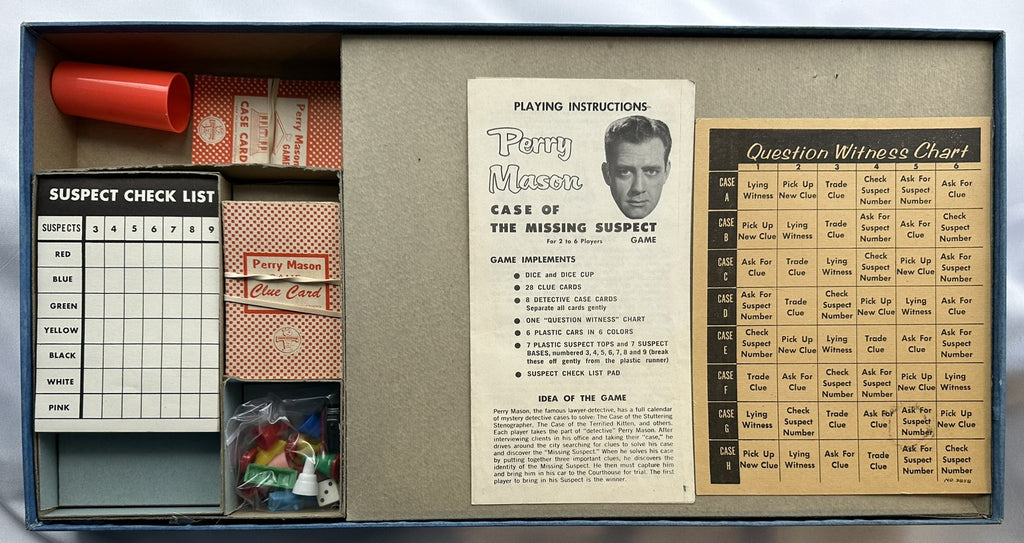 Perry Mason
GAME
CASE CARD
SUSPECT CHECK LIST
SUSPECTS 3 4 5 6 7 8 9
RED
BLUE
GREEN
YELLOW
BLACK
WHITE
PINK
Perry Mason
Clue Card
PLAYING INSTRUCTIONS
Perry
Mason
CASE OF
THE MISSING SUSPECT
For 2 to 6 Players GAME
GAME IMPLEMENTS
● DICE and DICE CUP
● 28 CLUE CARDS
● 8 DETECTIVE CASE CARDS
Separate all cards gently
● ONE "QUESTION WITNESS" CHART
● 6 PLASTIC CARS IN 6 COLORS
● 7 PLASTIC SUSPECT TOPS and 7 SUSPECT
BASES, numbered 3, 4, 5, 6, 7, 8 and 9 (break
these off gently from the plastic runner)
● SUSPECT CHECK LIST PAD
IDEA OF THE GAME
Perry Mason, the famous lawyer-detective, has a full calendar
of mystery detective cases to solve: The Case of the Stuttering
Stenographer, The Case of the Terrified Kitten, and others.
Each player takes the part of "detective" Perry Mason. After
interviewing clients in his office and taking their "case," he
drives around the city searching for clues to solve his case
and discover the "Missing Suspect." When he solves his case
by putting together three important clues, he discovers the
identity of the Missing Suspect. He then must capture him
and bring him in his car to the Courthouse for trial. The first
player to bring in his Suspect is the winner.
Question Witness Chart
1 2 3 4 5 6
CASE A Lying Witness Pick Up New Clue Trade Clue Check Suspect Number Ask For Suspect Number Ask For Clue
CASE B Pick Up New Clue Lying Witness Trade Clue Ask For Suspect Number Ask For Clue Check Suspect Number
CASE C Ask For Clue Trade Clue Lying Witness Check Suspect Number Pick Up New Clue Ask For Suspect Number
CASE D Ask For Suspect Number Trade Clue Check Suspect Number Pick Up New Clue Lying Witness Ask For Clue
CASE E Check Suspect Number Pick Up New Clue Lying Witness Trade Clue Ask For Suspect Number Ask For Clue
CASE F Trade Clue Ask For Clue Check Suspect Number Ask For Suspect Number Pick Up New Clue Lying Witness
CASE G Lying Witness Check Suspect Number Trade Clue Ask For Clue Ask For Suspect Number Pick Up New Clue
CASE H Pick Up New Clue Lying Witness Ask For Clue Trade Clue Ask For Suspect Number Check Suspect Number